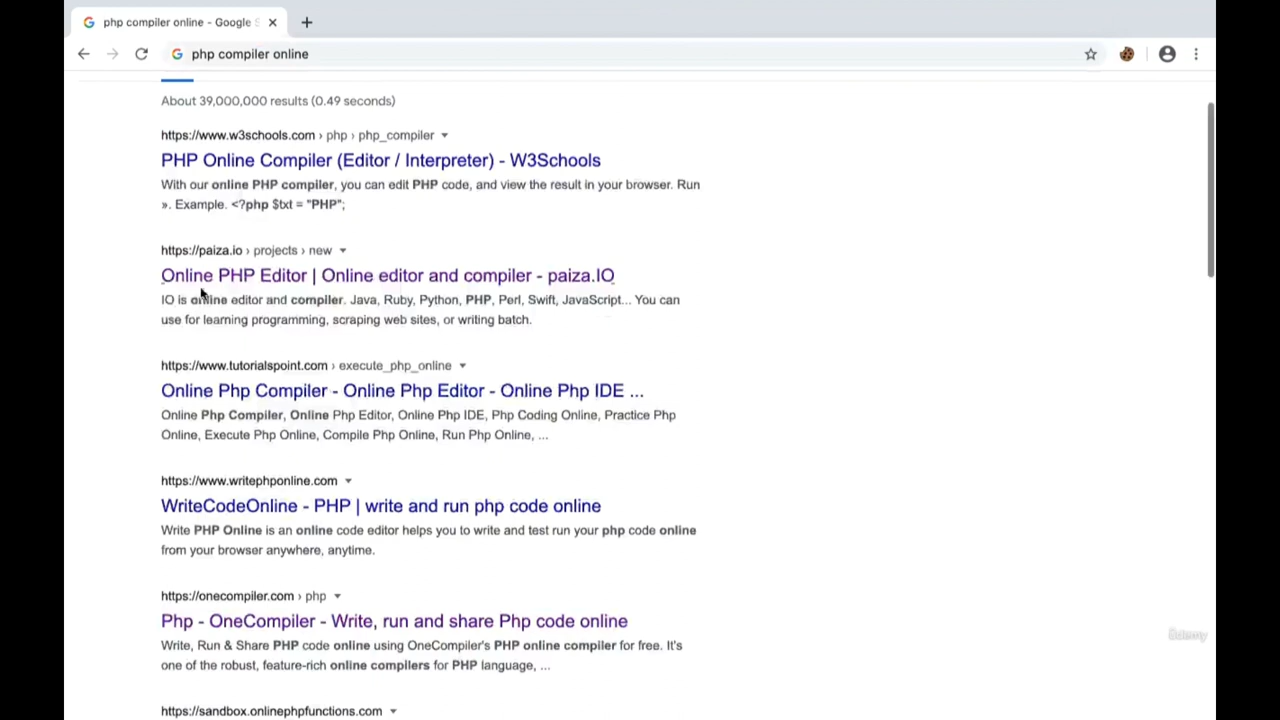 php compiler online - Google S
php compiler online
About 39,000,000 results (0.49 seconds)
https://www.w3schools.com › php › php_compiler
PHP Online Compiler (Editor / Interpreter) - W3Schools
With our online PHP compiler, you can edit PHP code, and view the result in your browser. Run
». Example. <?php $txt = "PHP";
https://paiza.io › projects › new
Online PHP Editor | Online editor and compiler - paiza.IO
IO is online editor and compiler. Java, Ruby, Python, PHP, Perl, Swift, JavaScript... You can
use for learning programming, scraping web sites, or writing batch.
https://www.tutorialspoint.com › execute_php_online
Online Php Compiler - Online Php Editor - Online Php IDE ...
Online Php Compiler, Online Php Editor, Online Php IDE, Php Coding Online, Practice Php
Online, Execute Php Online, Compile Php Online, Run Php Online, ...
https://www.writephponline.com
WriteCodeOnline - PHP | write and run php code online
Write PHP Online is an online code editor helps you to write and test run your php code online
from your browser anywhere, anytime.
https://onecompiler.com › php
Php - OneCompiler - Write, run and share Php code online
Write, Run & Share PHP code online using OneCompiler's PHP online compiler for free. It's
one of the robust, feature-rich online compilers for PHP language, ...
Udemy
https://sandbox.onlinephpfunctions.com